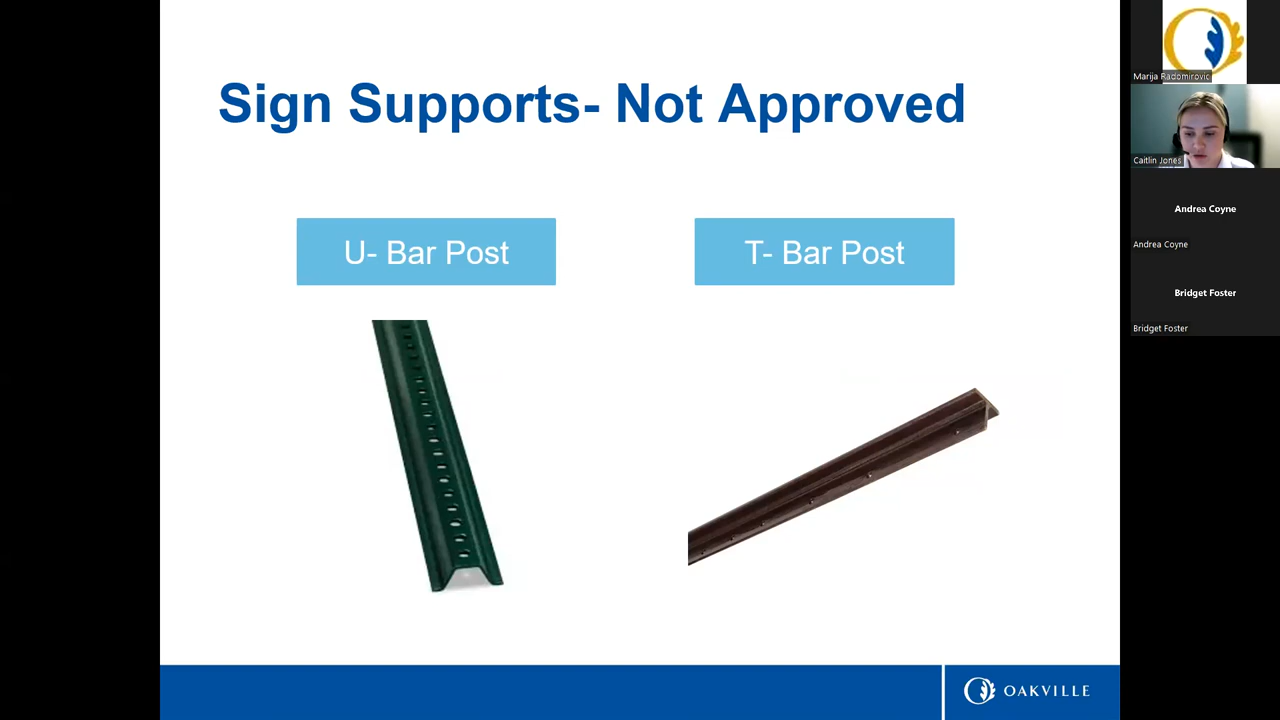 Sign Supports- Not Approved
U- Bar Post
T- Bar Post
OAKVILLE
Marija Radomirovic
Caitlin Jones
Andrea Coyne
Andrea Coyne
Bridget Foster
Bridget Foster